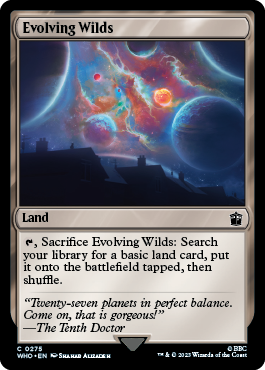 Evolving Wilds
Land
, Sacrifice Evolving Wilds: Search
your library for a basic land card, put
it onto the battlefield tapped, then
shuffle.
“Twenty-seven planets in perfect balance.
Come on, that is gorgeous!”
—The Tenth Doctor
C 0275
WHO • EN Shahab Alizadeh
© BBC
™ & © 2023 Wizards of the Coast